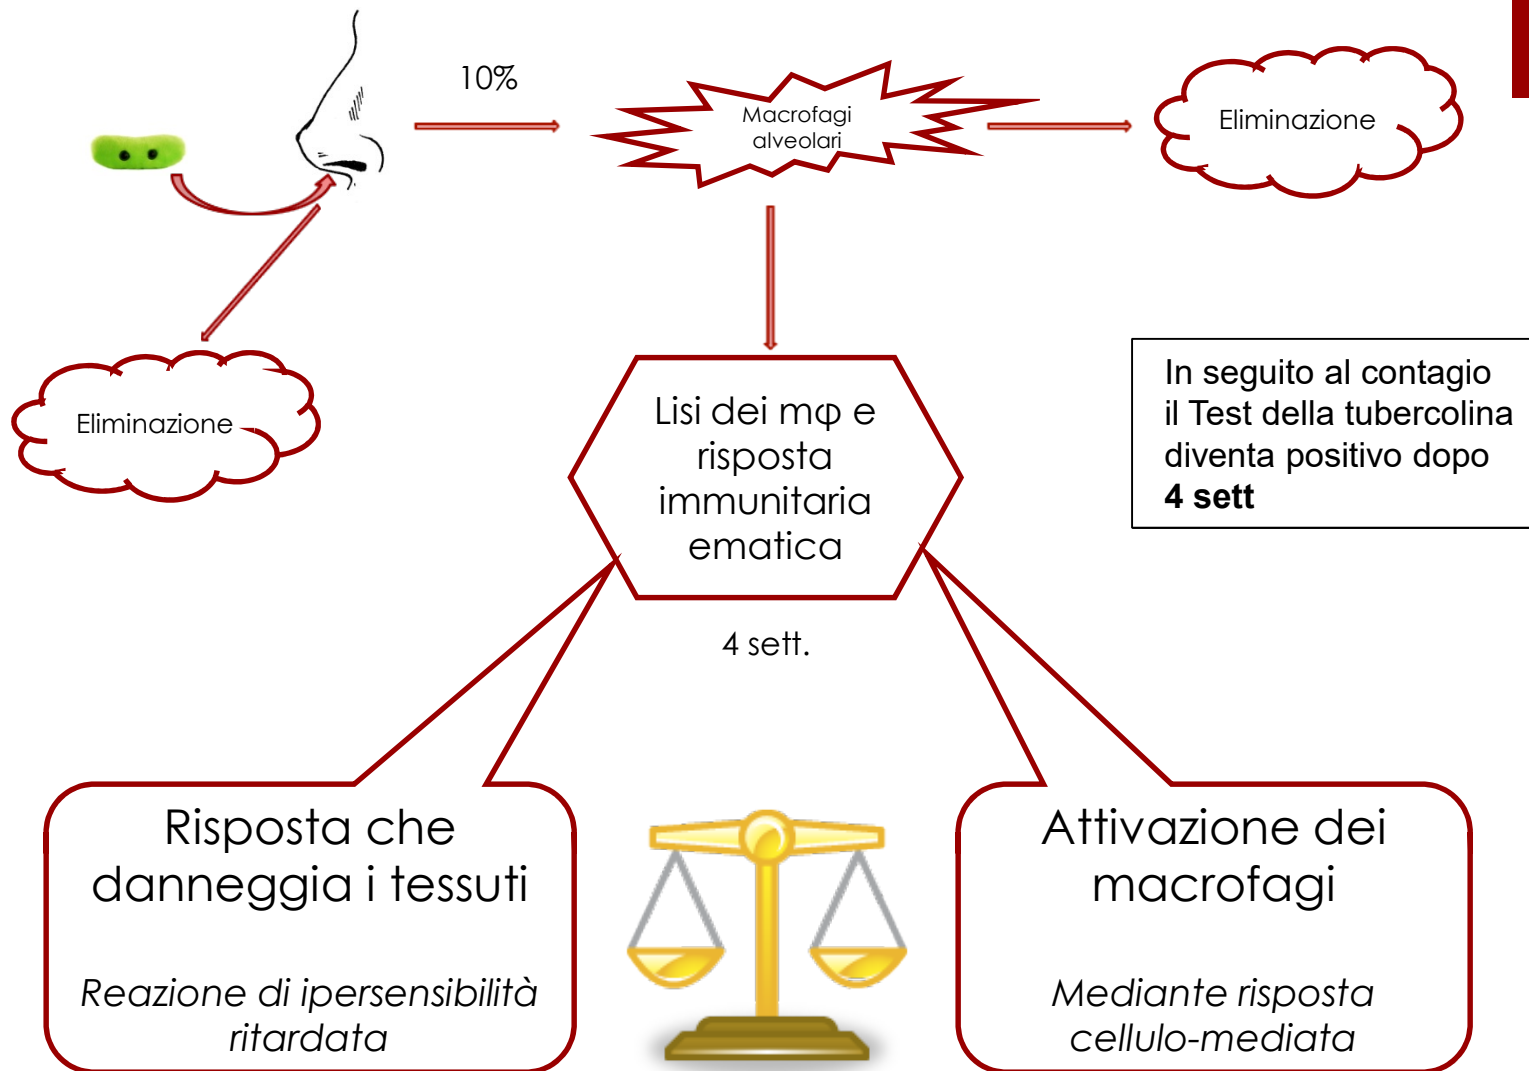 10%
Macrofagi
alveolari
Eliminazione
Eliminazione
Lisi dei mφ e
risposta
immunitaria
ematica
In seguito al contagio
il Test della tubercolina
diventa positivo dopo
4 sett
4 sett.
Risposta che
danneggia i tessuti
Reazione di ipersensibilità
ritardata
Attivazione dei
macrofagi
Mediante risposta
cellulo-mediata